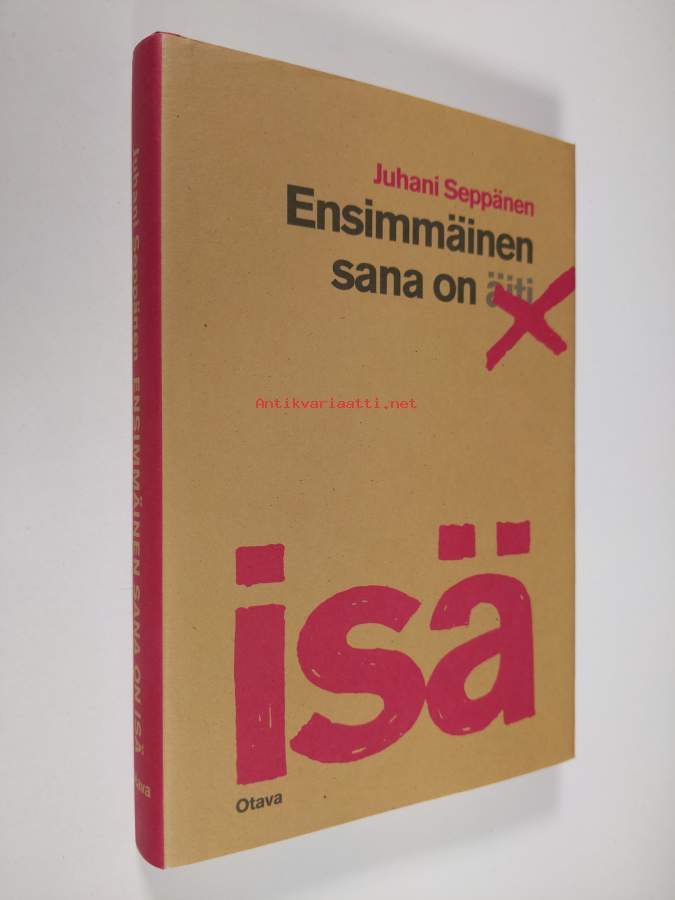 Juhani Seppänen
Ensimmäinen
sana on äiti
Antikvariaatti.net
isä
Otava
Juhani Seppänen ENSIMMÄINEN SANA ON ISÄ
Otava